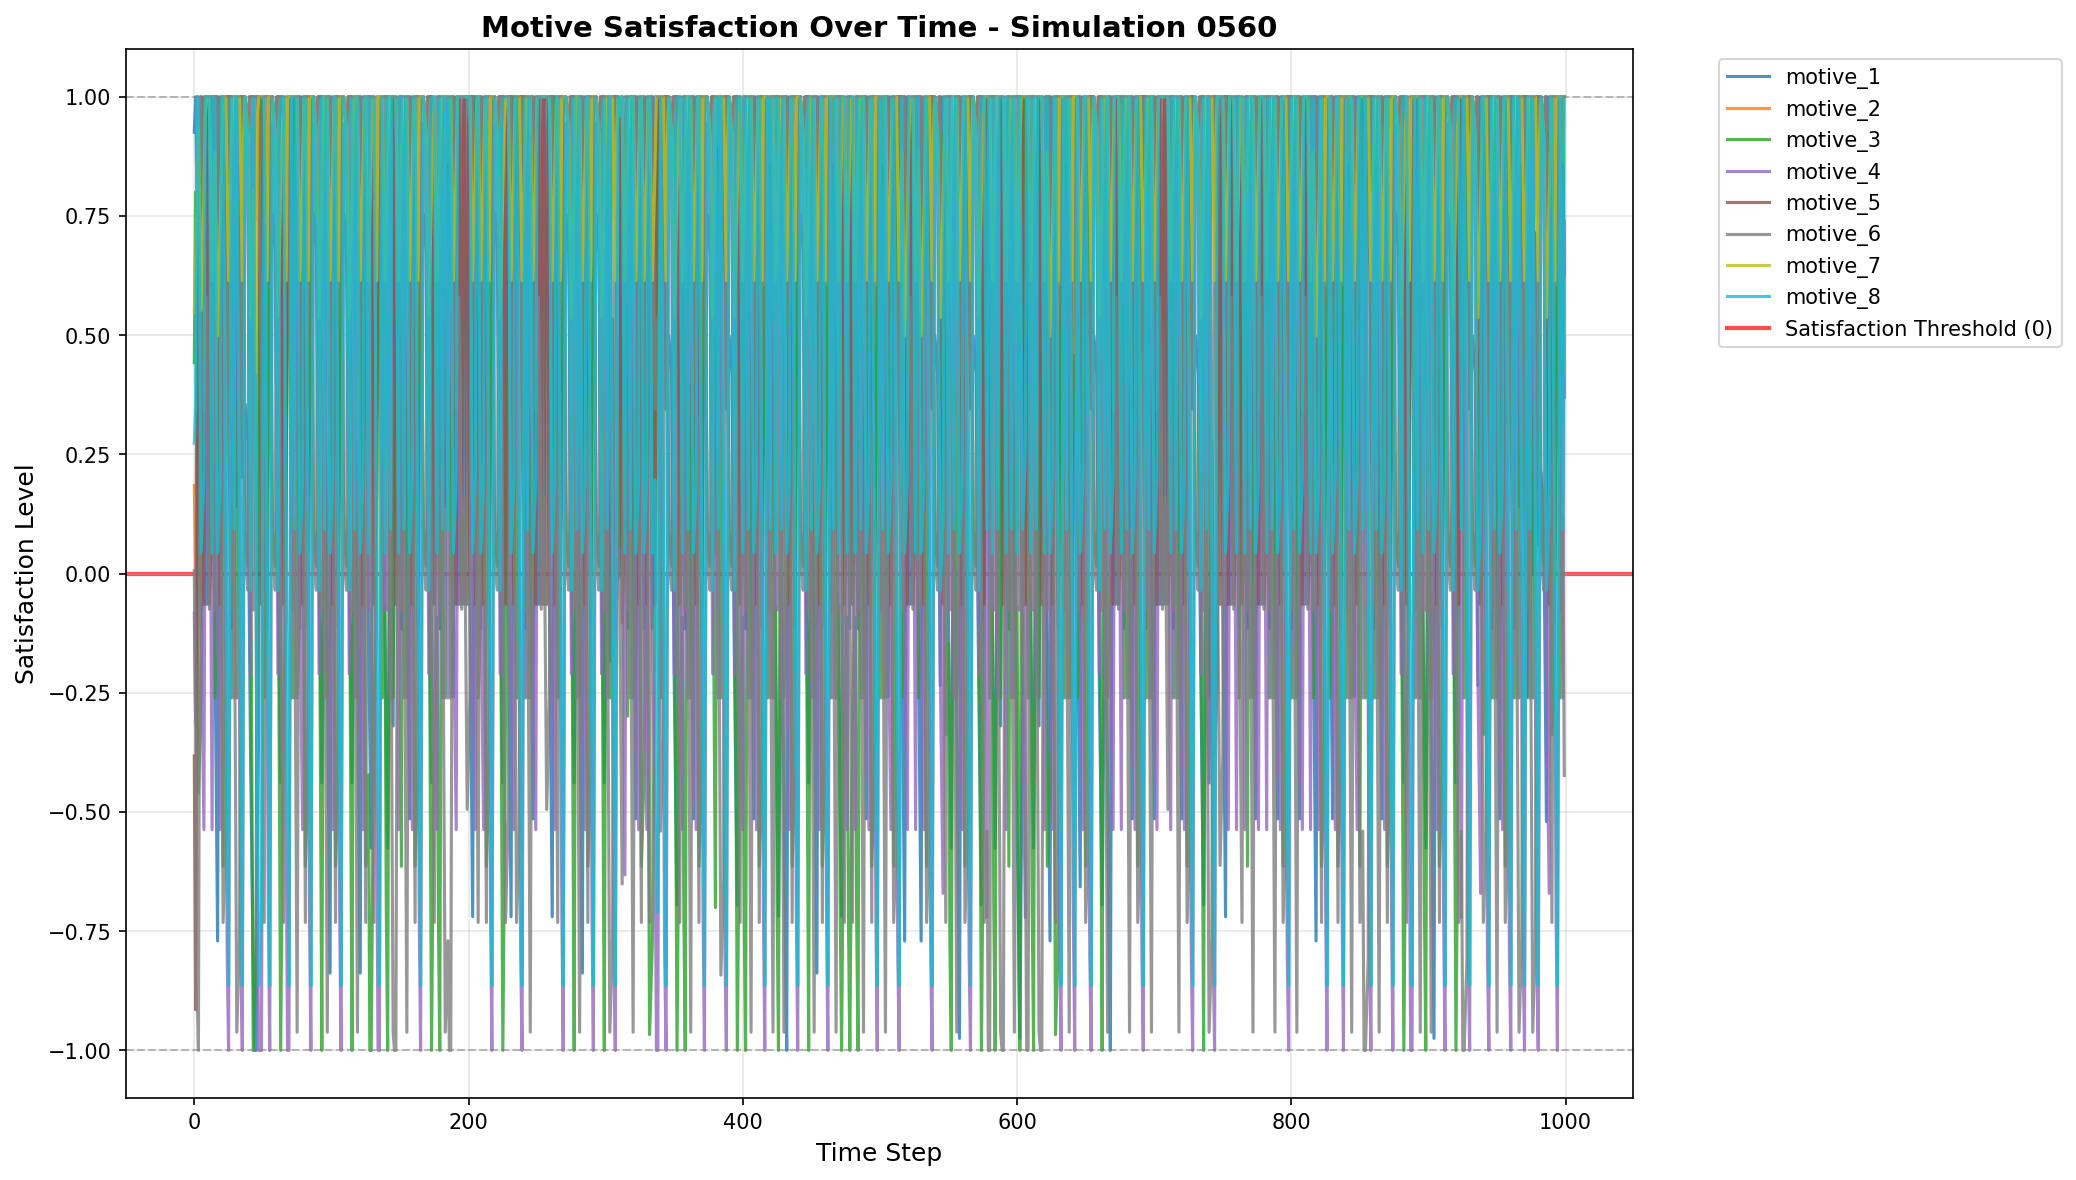 Motive Satisfaction Over Time - Simulation 0560
1.00
0.75
0.50
0.25
0.00
−0.25
−0.50
−0.75
−1.00
Satisfaction Level
0
200
400
600
800
1000
Time Step
motive_1
motive_2
motive_3
motive_4
motive_5
motive_6
motive_7
motive_8
Satisfaction Threshold (0)